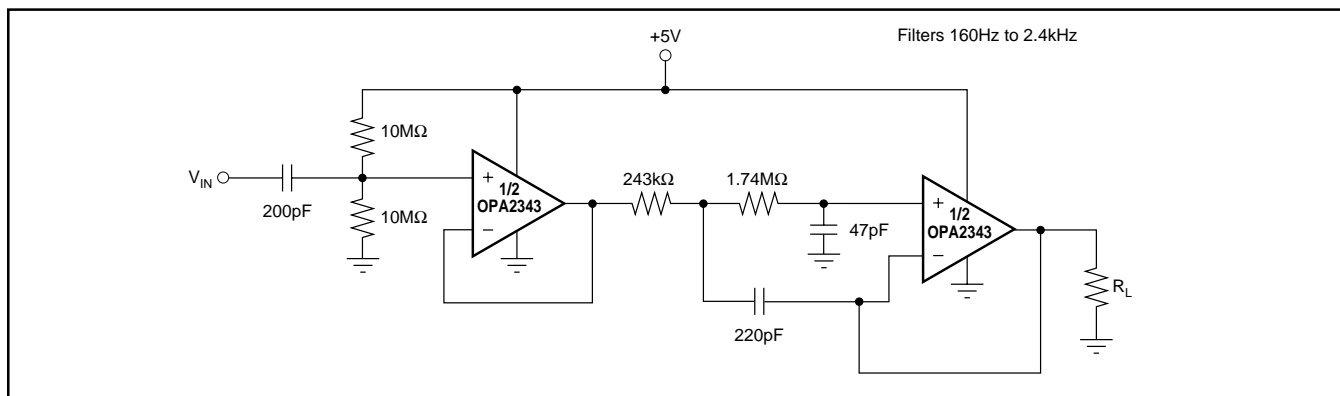 +5V
Filters 160Hz to 2.4kHz
10MΩ
V_IN
200pF
10MΩ
+
1/2
OPA2343
−
243kΩ
1.74MΩ
47pF
220pF
+
1/2
OPA2343
−
R_L